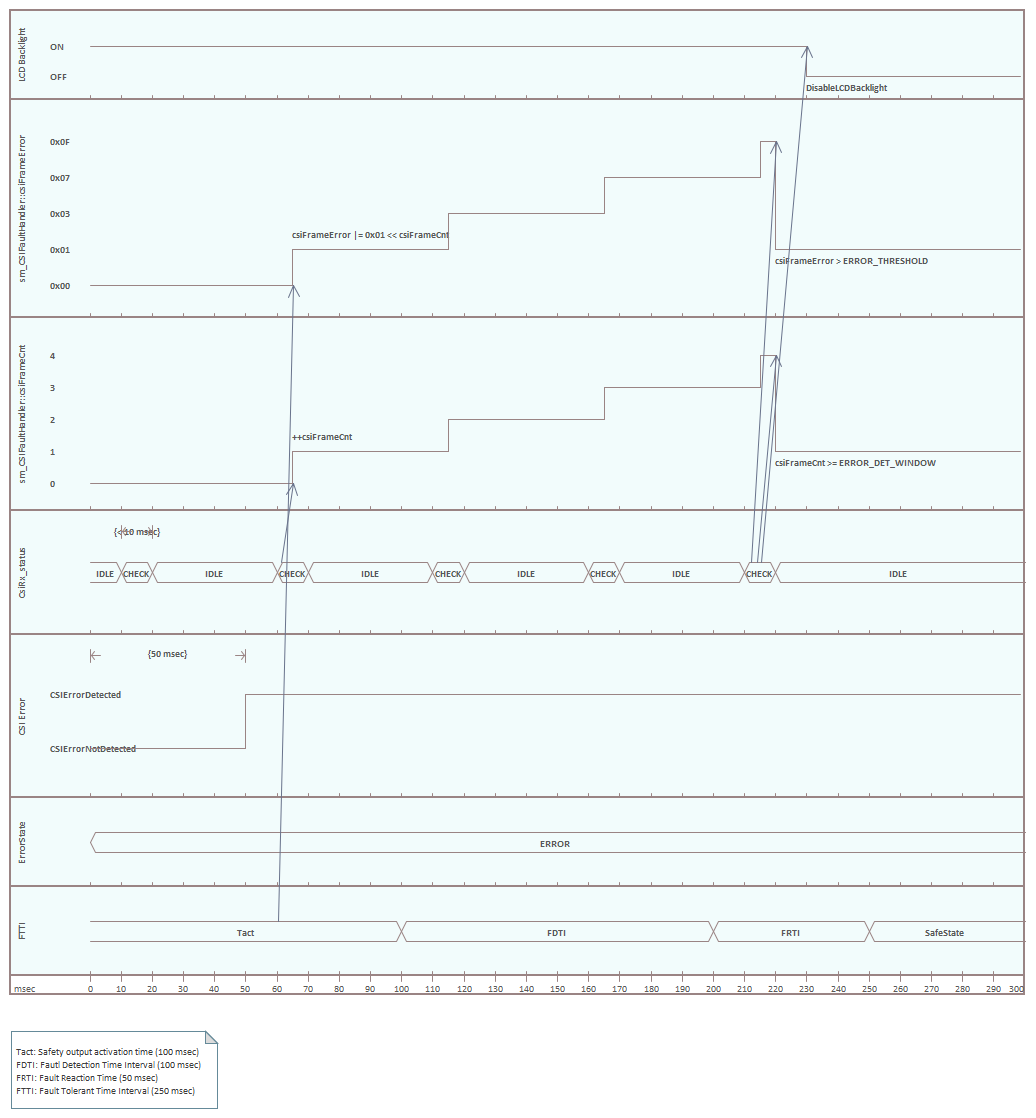 LCD Backlight
ON
OFF
DisableLCDBacklight
sm_CSIFaultHandler::csiFrameError
0x0F
0x07
0x03
csiFrameError |= 0x01 << csiFrameCnt
0x01
csiFrameError > ERROR_THRESHOLD
0x00
sm_CSIFaultHandler::csiFrameCnt
4
3
2
++csiFrameCnt
1
csiFrameCnt >= ERROR_DET_WINDOW
0
CsiRx_status
{<10 msec}
IDLE CHECK IDLE CHECK IDLE CHECK IDLE CHECK IDLE CHECK IDLE
CSI Error
{50 msec}
CSIErrorDetected
CSIErrorNotDetected
ErrorState
ERROR
FTTI
Tact FDTI FRTI SafeState
msec 0 10 20 30 40 50 60 70 80 90 100 110 120 130 140 150 160 170 180 190 200 210 220 230 240 250 260 270 280 290 300
Tact: Safety output activation time (100 msec)
FDTI: Fautl Detection Time Interval (100 msec)
FRTI: Fault Reaction Time (50 msec)
FTTI: Fault Tolerant Time Interval (250 msec)